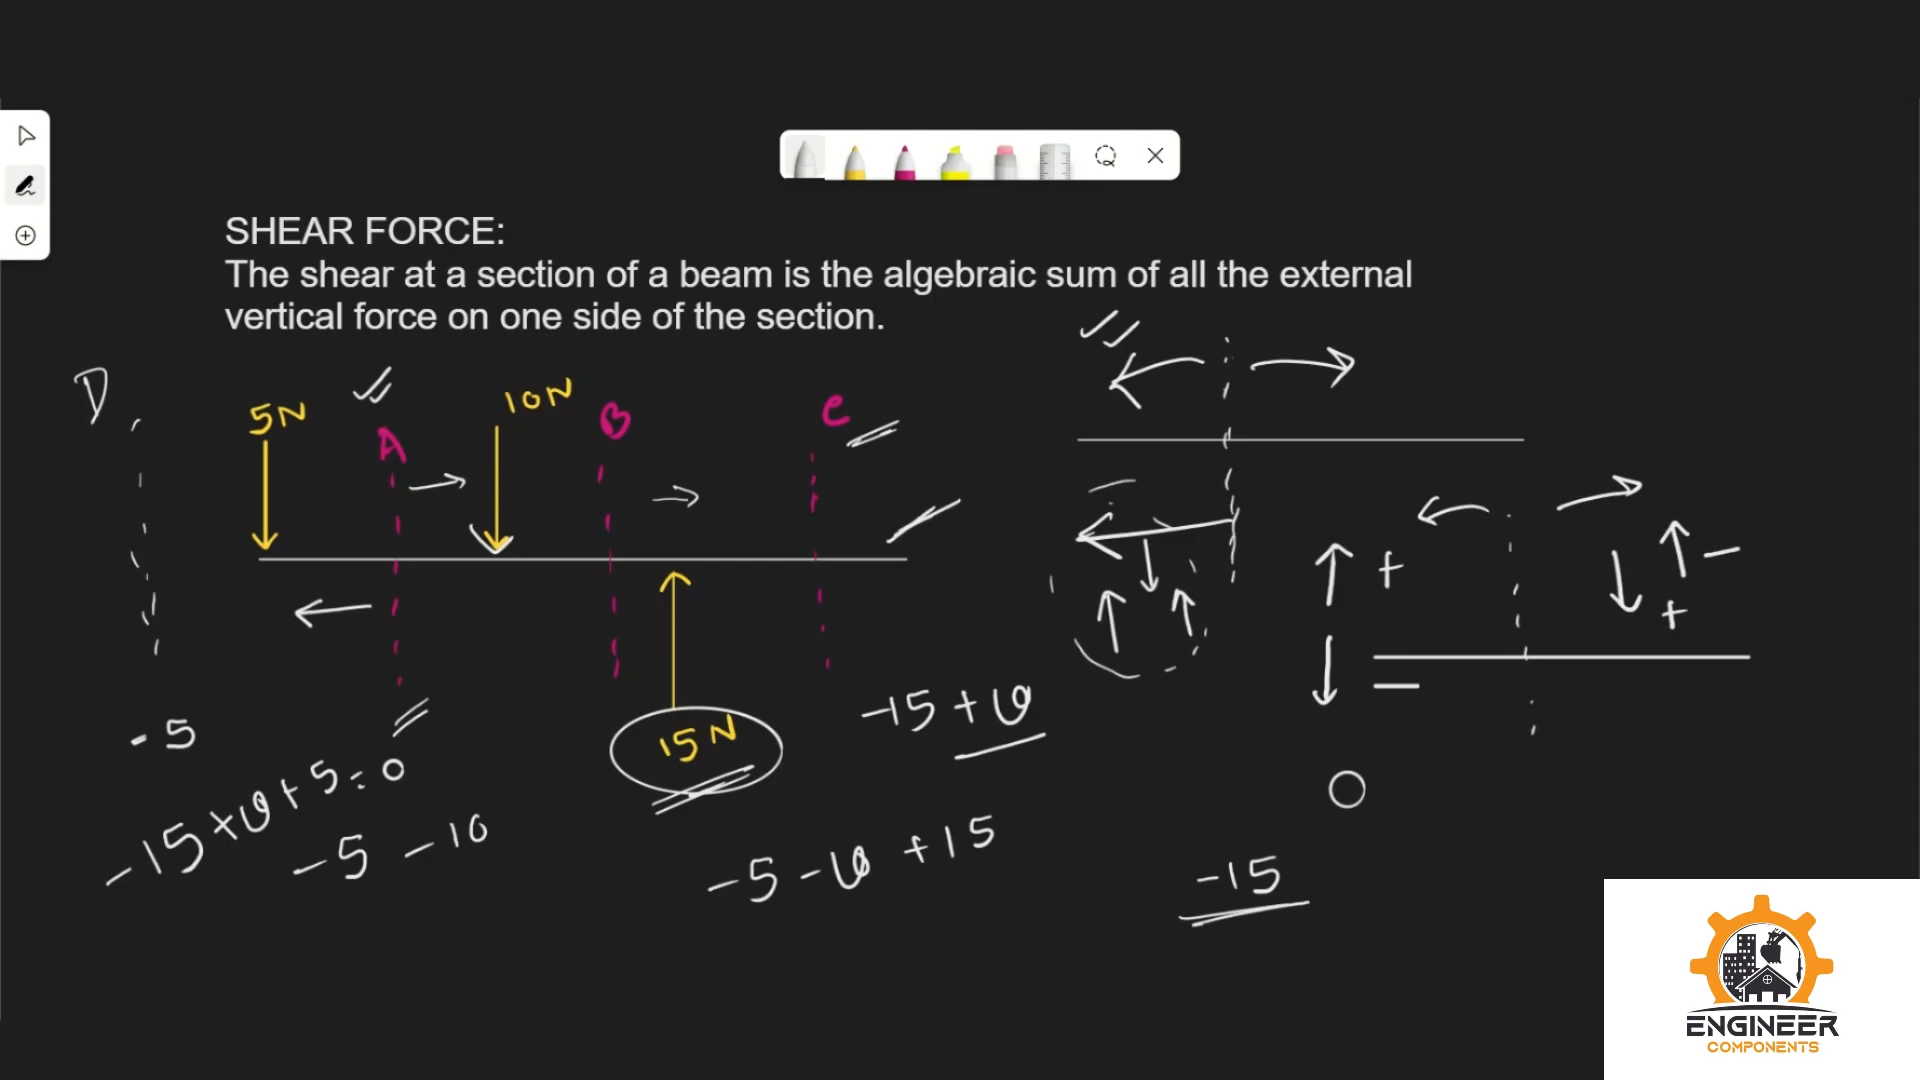 SHEAR FORCE:
The shear at a section of a beam is the algebraic sum of all the external
vertical force on one side of the section.
D
5N
A
10N
B
C
+
-
+
-
15N
-15+10
-5
-15+10+5=0
-5-10
-5-10+15
0
-15
ENGINEER
COMPONENTS